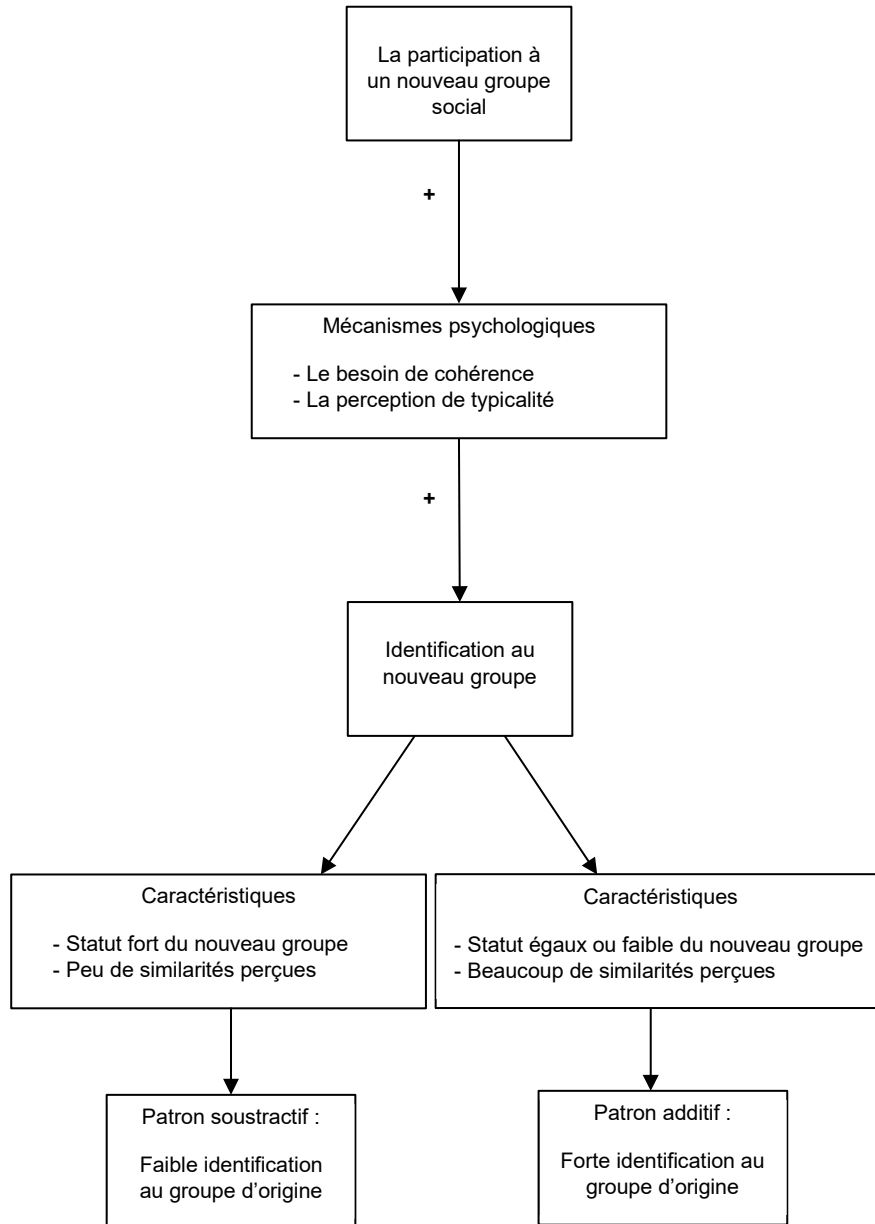 La participation à
un nouveau groupe
social
+
Mécanismes psychologiques
- Le besoin de cohérence
- La perception de typicalité
+
Identification au
nouveau groupe
Caractéristiques
- Statut fort du nouveau groupe
- Peu de similarités perçues
Caractéristiques
- Statut égaux ou faible du nouveau groupe
- Beaucoup de similarités perçues
Patron soustractif :
Faible identification
au groupe d'origine
Patron additif :
Forte identification au
groupe d'origine